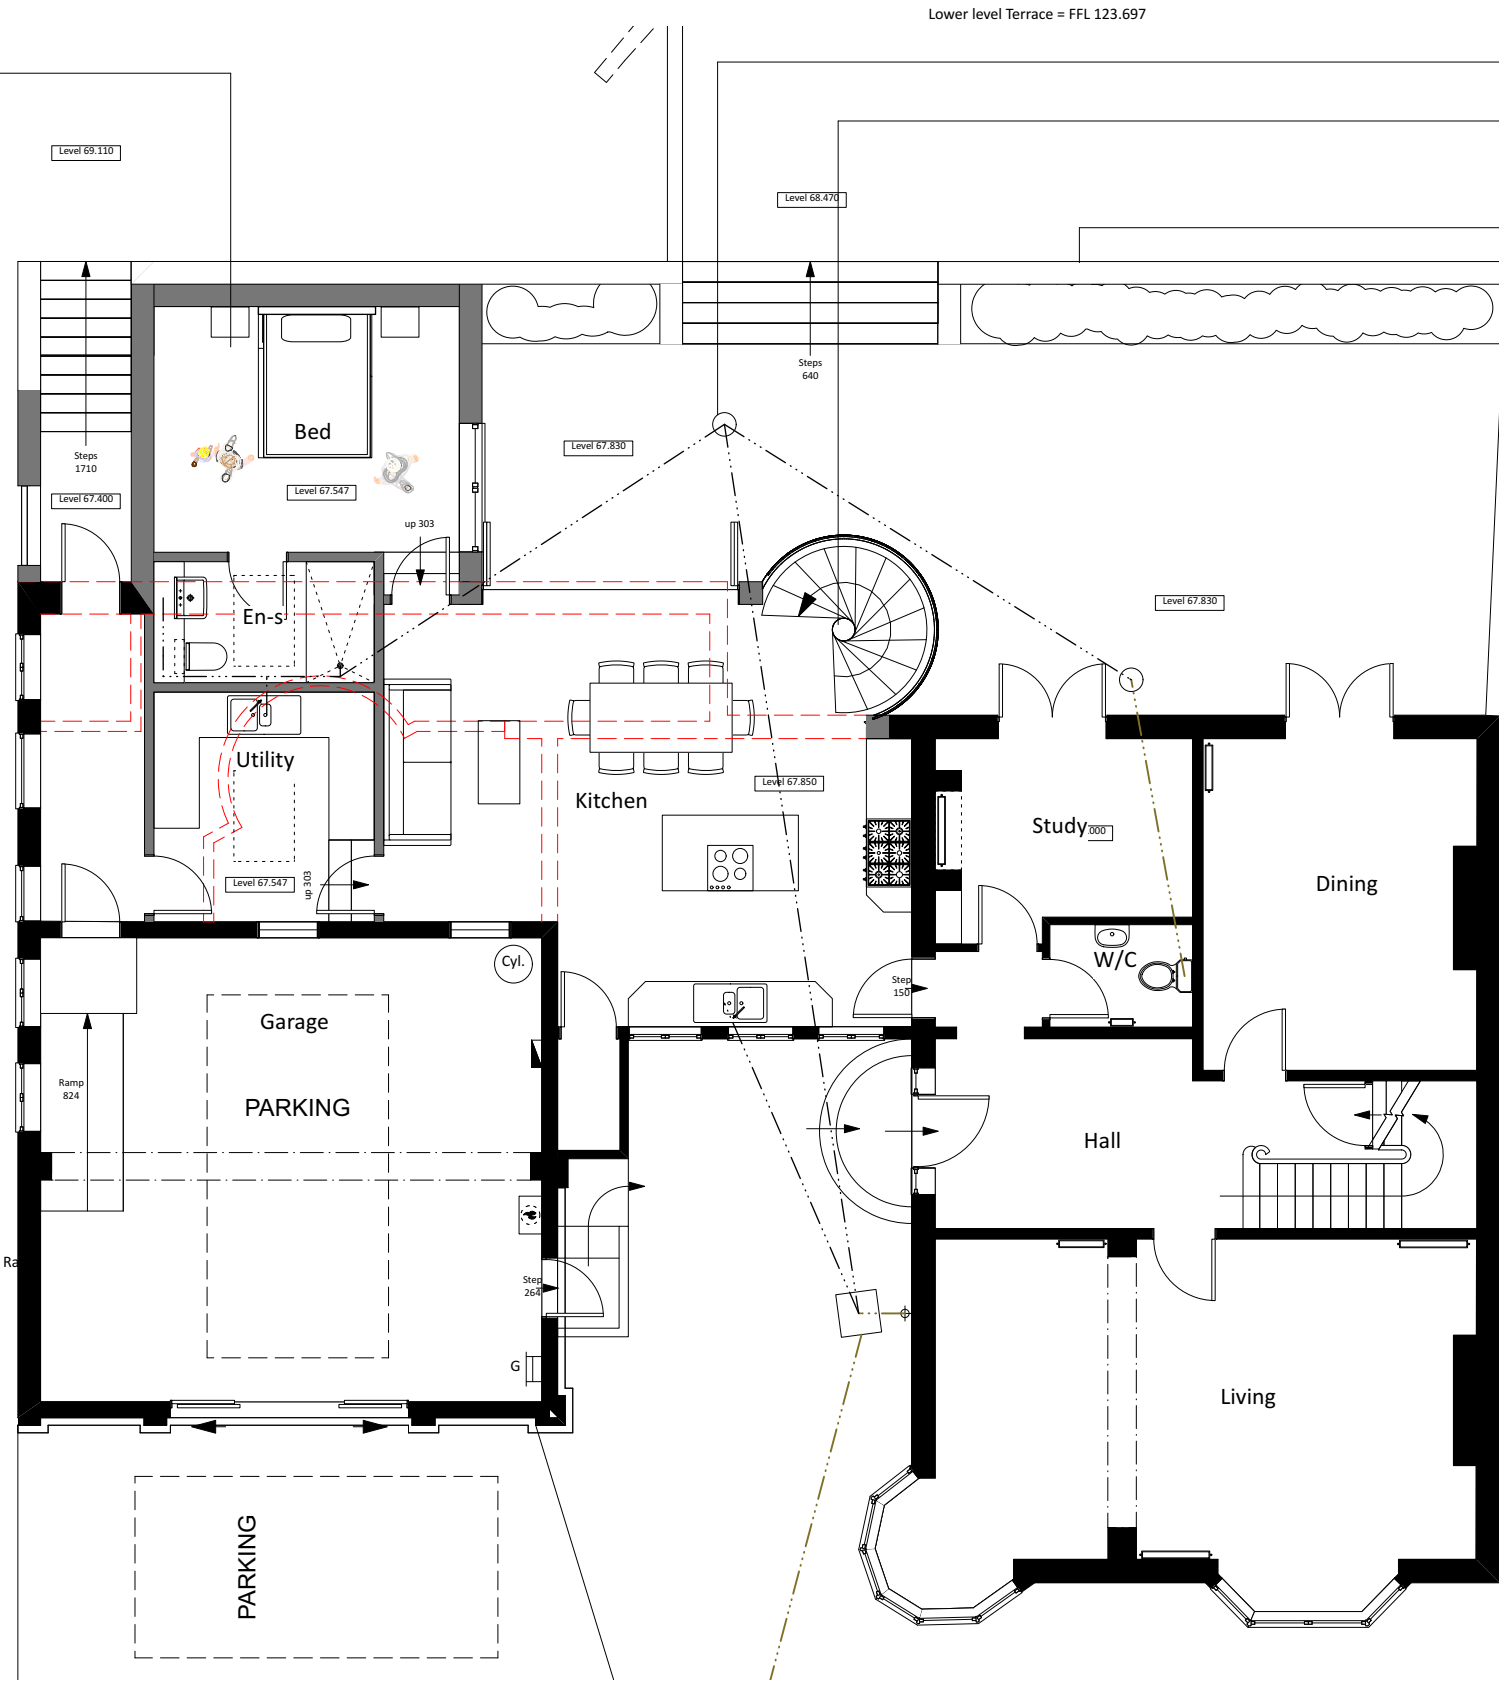 Lower level Terrace = FFL 123.697
Level 69.110
Level 68.470
Steps
640
Bed
Level 67.830
Steps
1710
Level 67.400
Level 67.547
up 303
Level 67.830
En-s
Utility
Level 67.850
Kitchen
Study
.000
Dining
Level 67.547
up 303
W/C
Cyl.
Step
150
Garage
Ramp
824
PARKING
Hall
Ra
Step
264
G
Living
PARKING